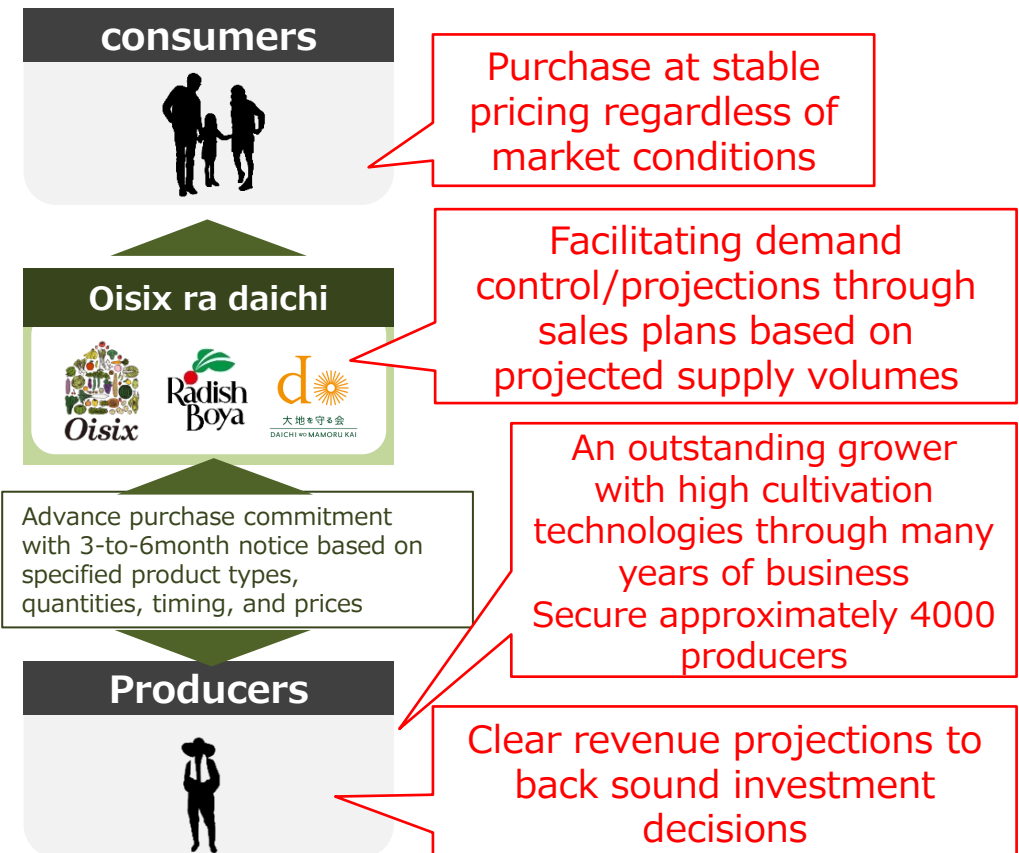 consumers
Purchase at stable
pricing regardless of
market conditions
Oisix ra daichi
Oisix
Radish
Boya
d
大地を守る会
DAICHI WO MAMORU KAI
Facilitating demand
control/projections through
sales plans based on
projected supply volumes
Advance purchase commitment
with 3-to-6month notice based on
specified product types,
quantities, timing, and prices
An outstanding grower
with high cultivation
technologies through many
years of business
Secure approximately 4000
producers
Producers
Clear revenue projections to
back sound investment
decisions